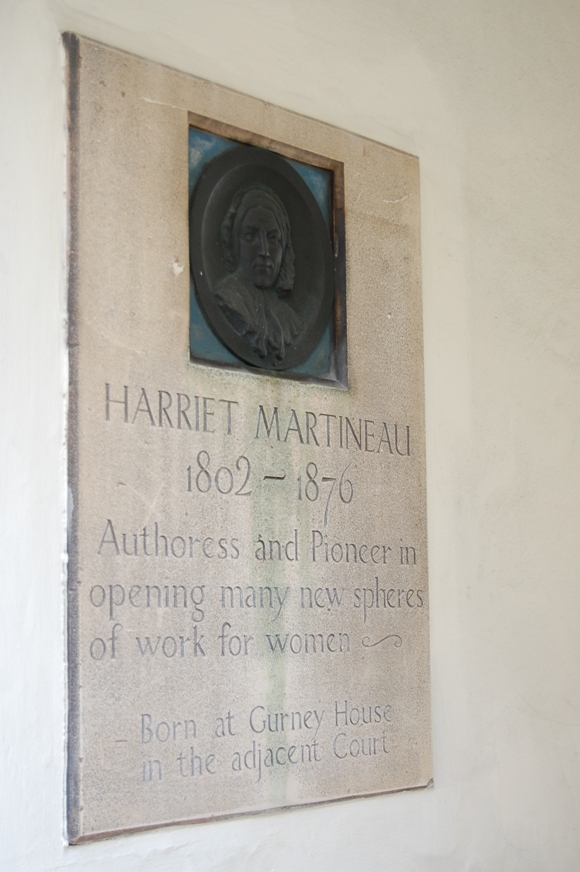 HARRIET MARTINEAU
1802 – 1876
Authoress and Pioneer in
opening many new spheres
of work for women
Born at Gurney House
in the adjacent Court